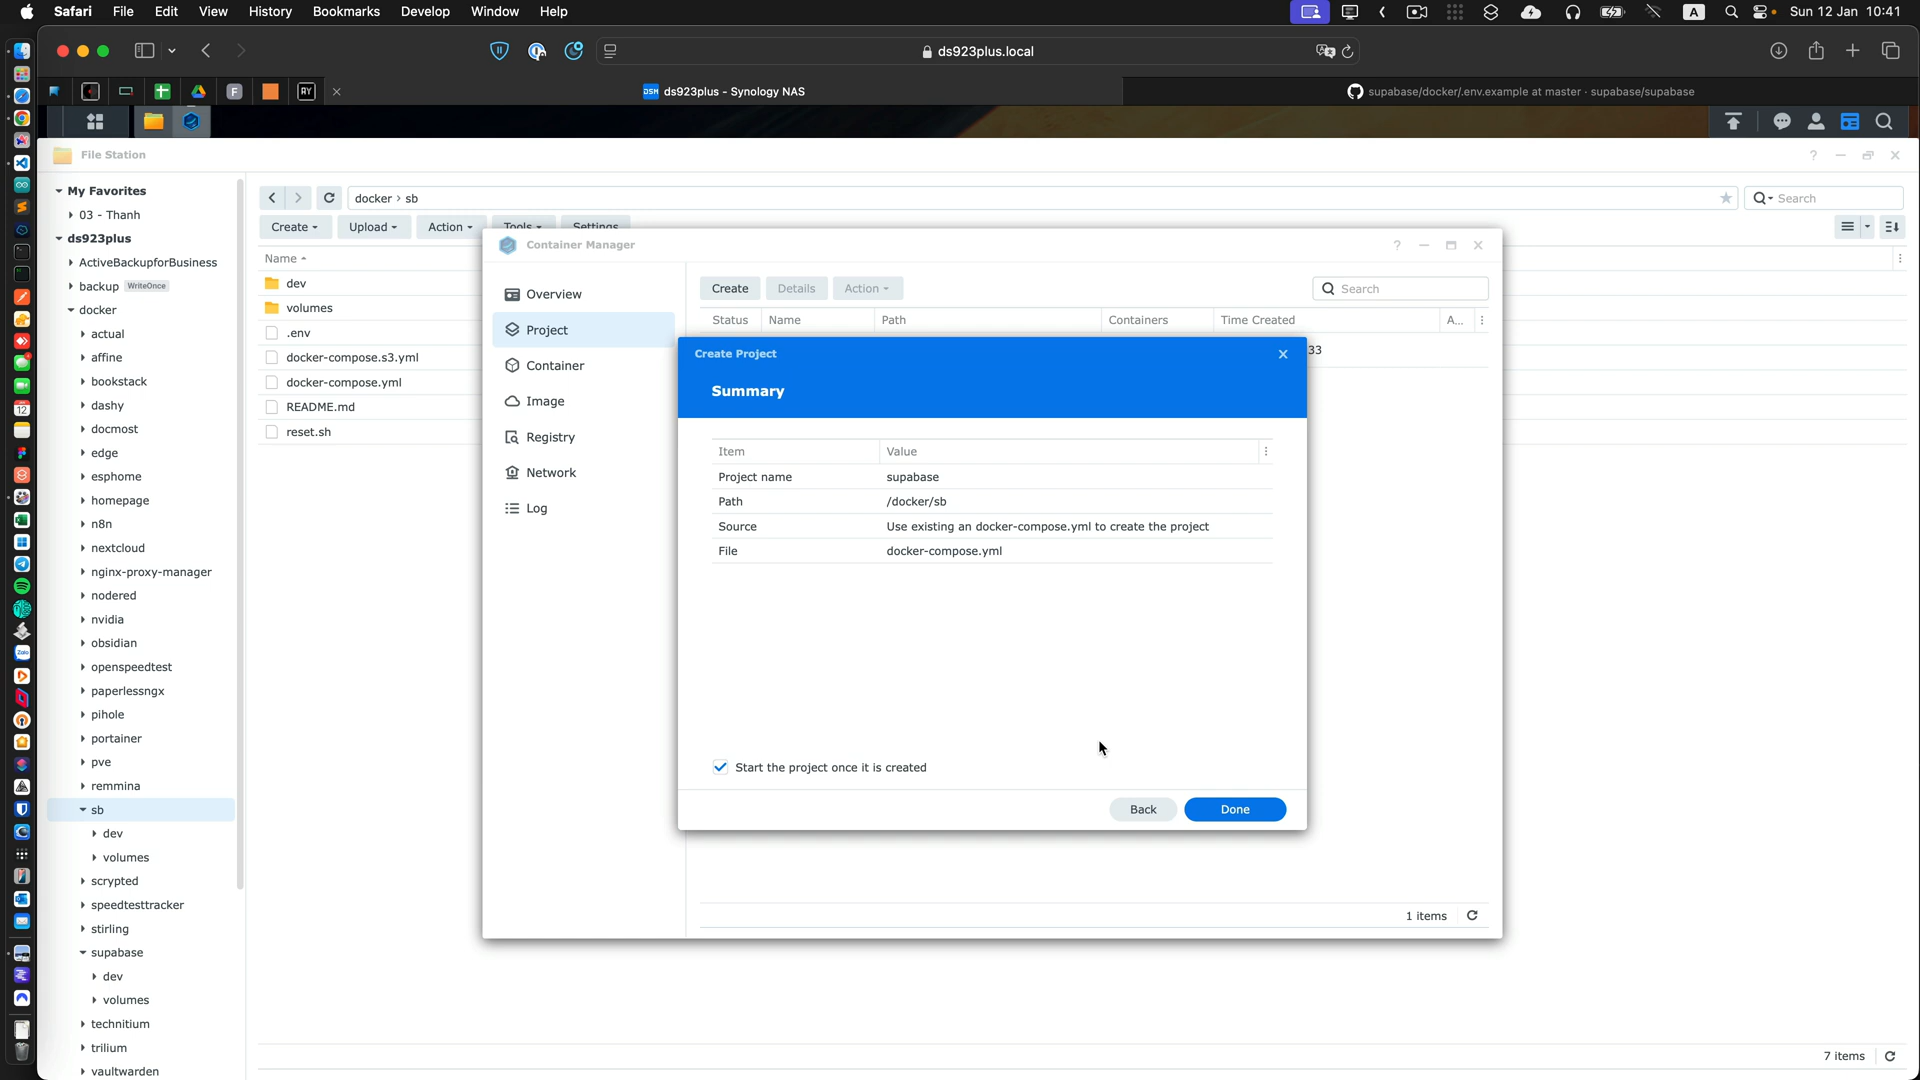 Safari File Edit View History Bookmarks Develop Window Help
A Sun 12 Jan 10:41
ds923plus.local
F AY DSM ds923plus - Synology NAS
supabase/docker/.env.example at master · supabase/supabase
File Station
My Favorites
03 - Thanh
ds923plus
ActiveBackupforBusiness
backup WriteOnce
docker
actual
affine
bookstack
dashy
docmost
edge
esphome
homepage
n8n
nextcloud
nginx-proxy-manager
nodered
nvidia
obsidian
openspeedtest
paperlessngx
pihole
portainer
pve
remmina
sb
dev
volumes
scrypted
speedtesttracker
stirling
supabase
dev
volumes
technitium
trilium
vaultwarden
docker > sb
Search
Create Upload Action Tools Settings
Name
dev
volumes
.env
docker-compose.s3.yml
docker-compose.yml
README.md
reset.sh
7 items
Container Manager
Overview
Project
Container
Image
Registry
Network
Log
Create Details Action
Search
Status Name Path Containers Time Created A...
33
Create Project
Summary
Item Value
Project name supabase
Path /docker/sb
Source Use existing an docker-compose.yml to create the project
File docker-compose.yml
Start the project once it is created
Back Done
1 items